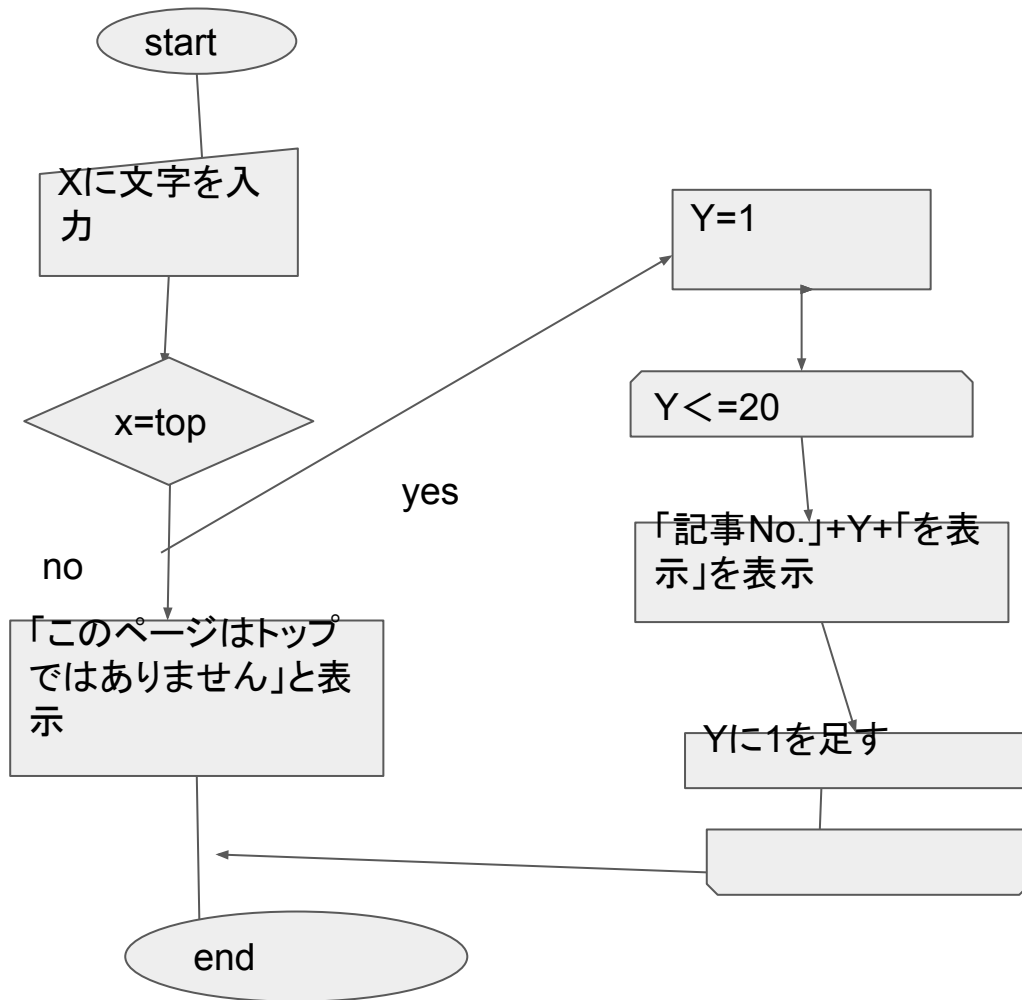 start
Xに文字を入
力
x=top
yes
no
「このページはトップ
ではありません」と表
示
Y=1
Y＜=20
「記事No.」+Y+「を表
示」を表示
Yに1を足す
end